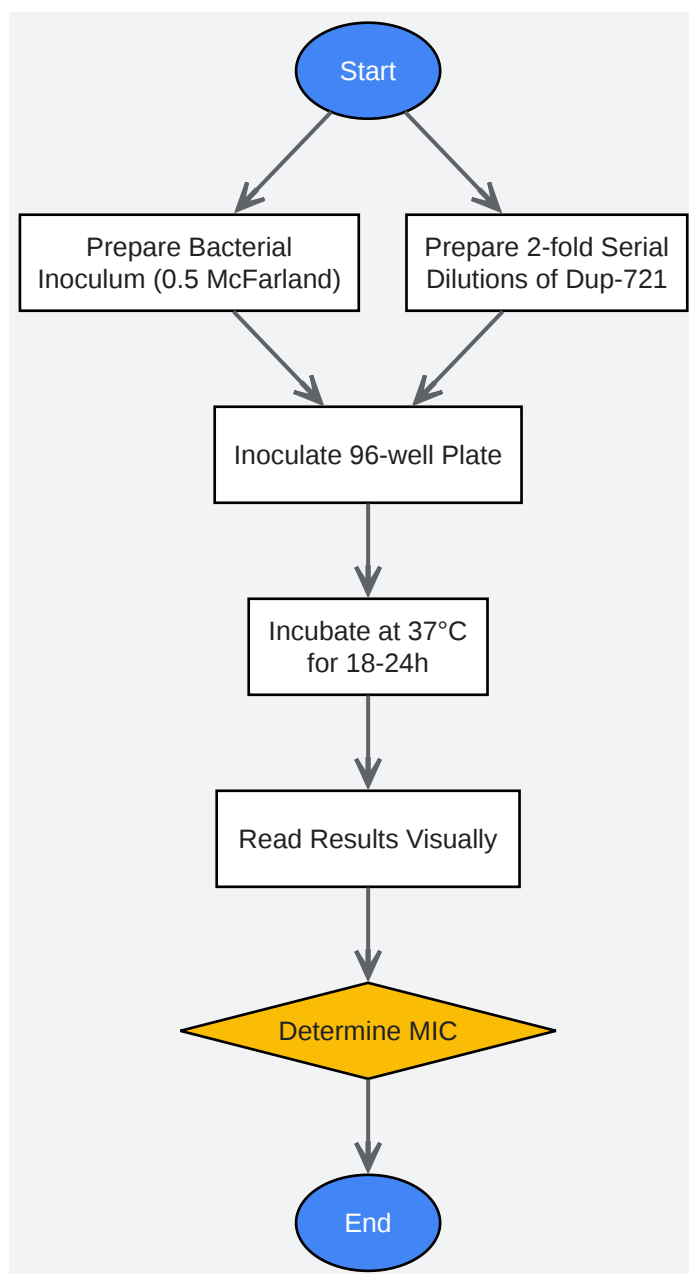 Start
Prepare Bacterial
Inoculum (0.5 McFarland)
Prepare 2-fold Serial
Dilutions of Dup-721
Inoculate 96-well Plate
Incubate at 37°C
for 18-24h
Read Results Visually
Determine MIC
End